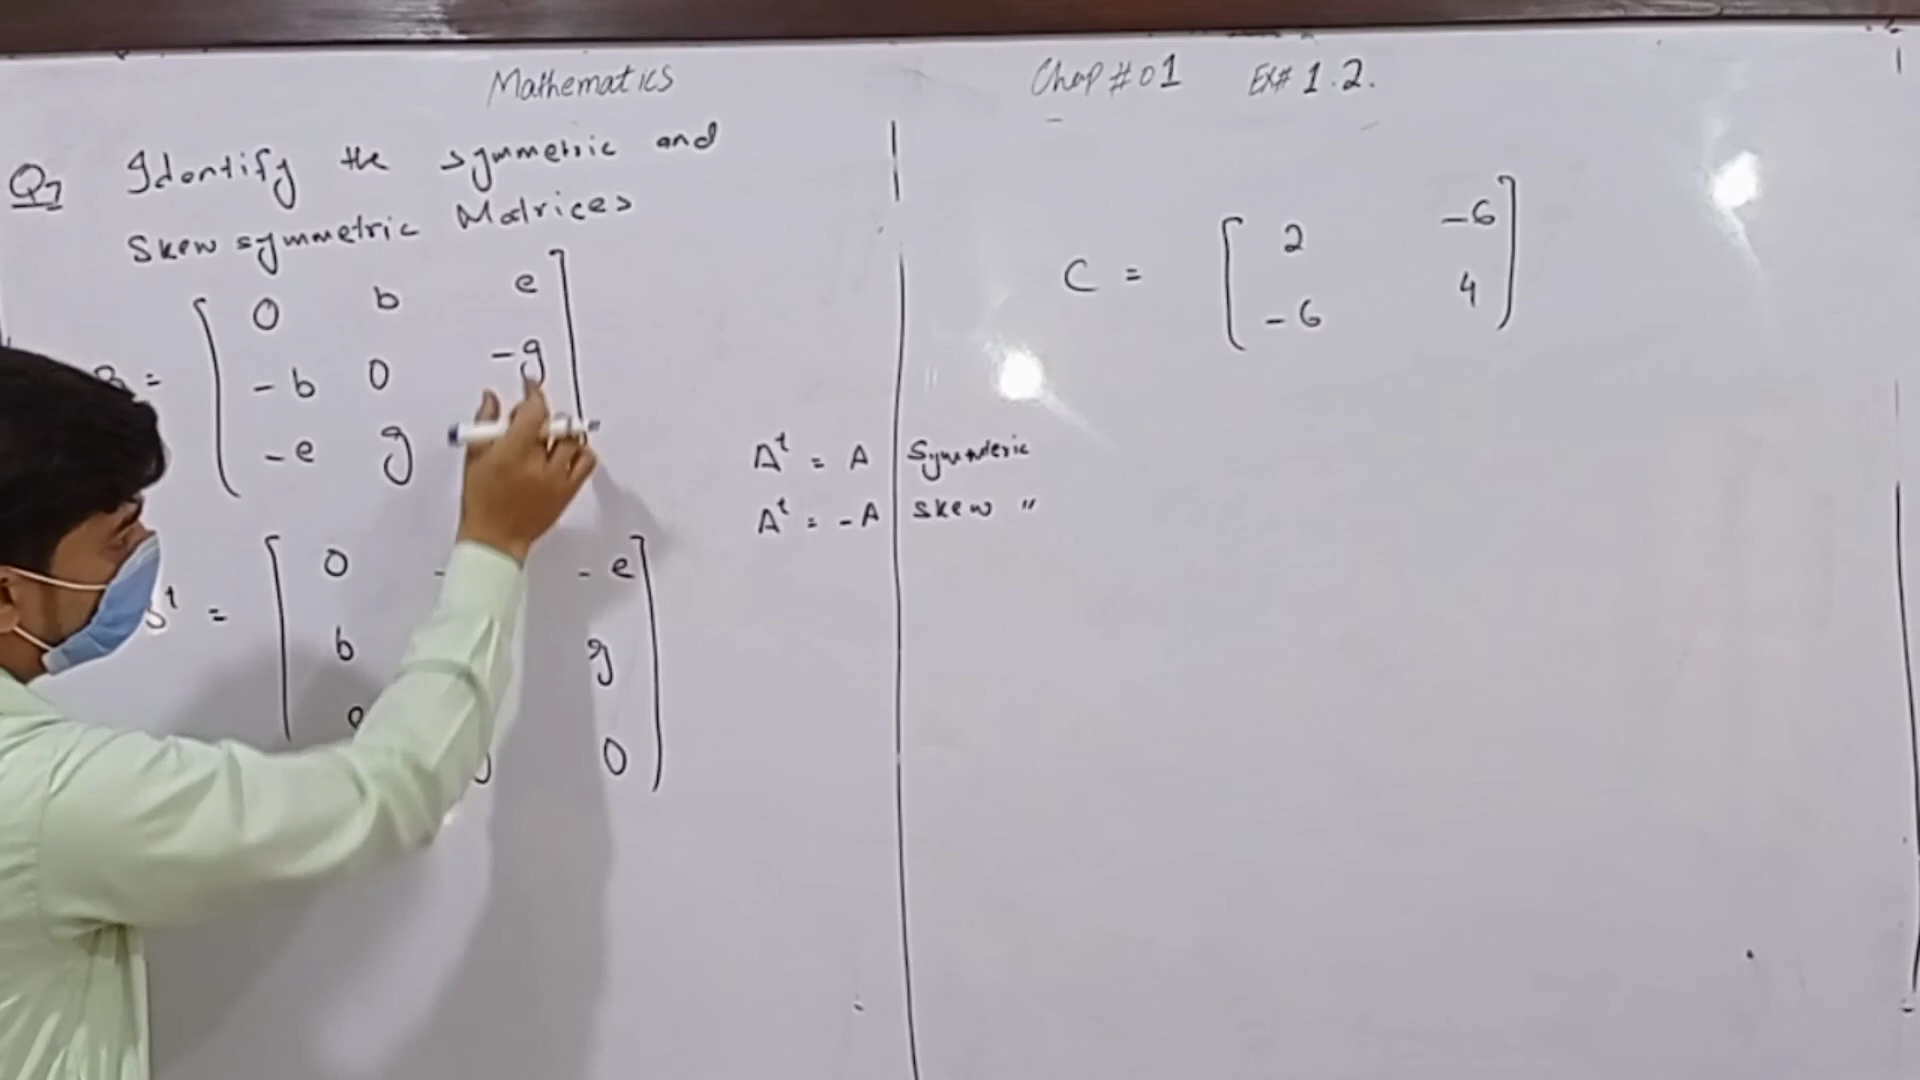 Mathematics Chap # 01 Ex# 1.2.
Q7 Identify the symmetric and
Skew symmetric Matrices
0 b e
= - b 0 - g
- e g
0 - - e
t = b g
0
A^t = A Symmetric
A^t = - A Skew "
C = 2 -6
-6 4